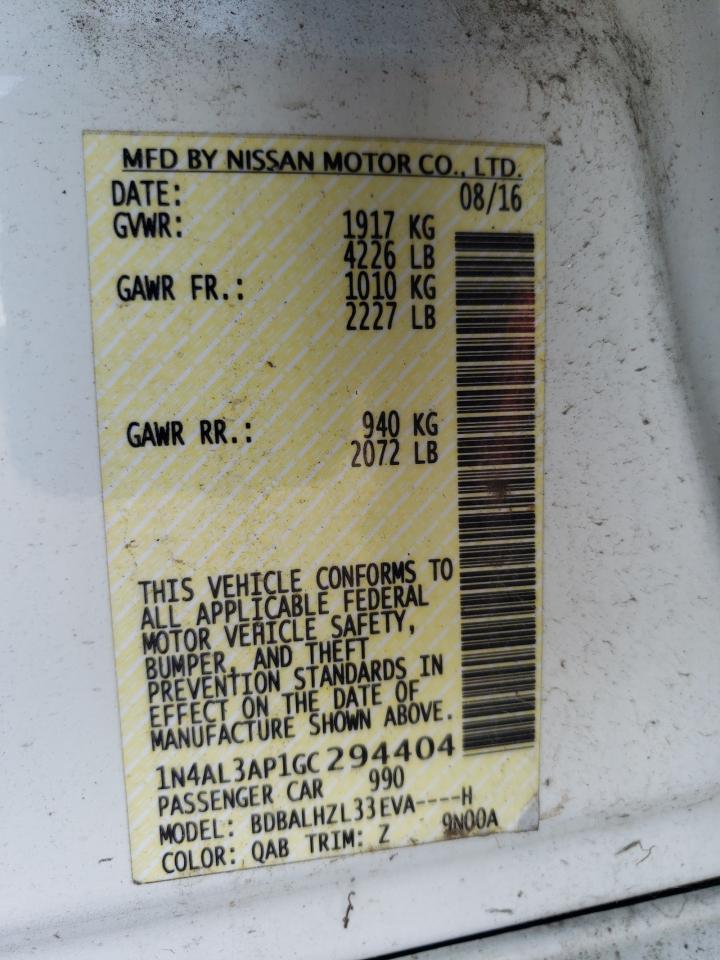 MFD BY NISSAN MOTOR CO., LTD.
DATE: 08/16
GVWR: 1917 KG
4226 LB
GAWR FR.: 1010 KG
2227 LB
GAWR RR.: 940 KG
2072 LB
THIS VEHICLE CONFORMS TO
ALL APPLICABLE FEDERAL
MOTOR VEHICLE SAFETY,
BUMPER, AND THEFT
PREVENTION STANDARDS IN
EFFECT ON THE DATE OF
MANUFACTURE SHOWN ABOVE.
1N4AL3AP1GC294404
PASSENGER CAR 990
MODEL: BDBALHZL33EVA----H
COLOR: QAB TRIM: Z 9N00A